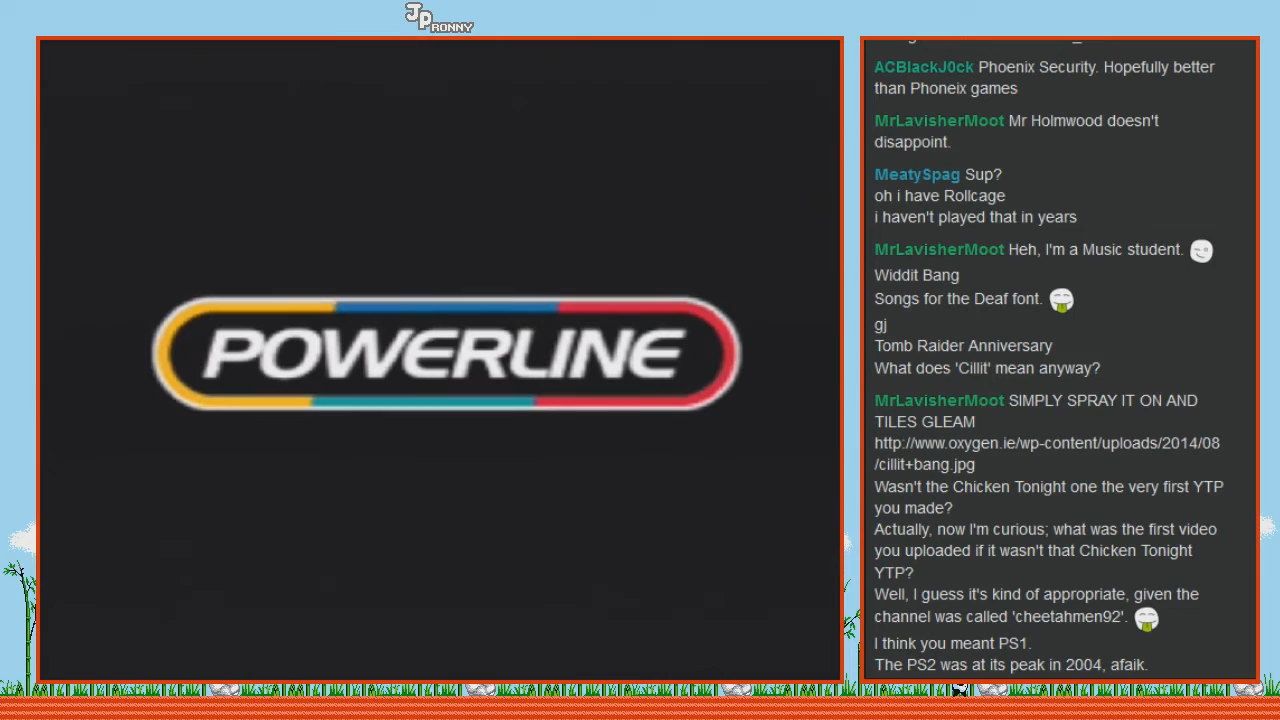 JPRONNY
POWERLINE
ACBlackJ0ck Phoenix Security. Hopefully better
than Phoneix games
MrLavisherMoot Mr Holmwood doesn't
disappoint.
MeatySpag Sup?
oh i have Rollcage
i haven't played that in years
MrLavisherMoot Heh, I'm a Music student.
Widdit Bang
Songs for the Deaf font.
gj
Tomb Raider Anniversary
What does 'Cillit' mean anyway?
MrLavisherMoot SIMPLY SPRAY IT ON AND
TILES GLEAM
http://www.oxygen.ie/wp-content/uploads/2014/08
/cillit+bang.jpg
Wasn't the Chicken Tonight one the very first YTP
you made?
Actually, now I'm curious; what was the first video
you uploaded if it wasn't that Chicken Tonight
YTP?
Well, I guess it's kind of appropriate, given the
channel was called 'cheetahmen92'.
I think you meant PS1.
The PS2 was at its peak in 2004, afaik.